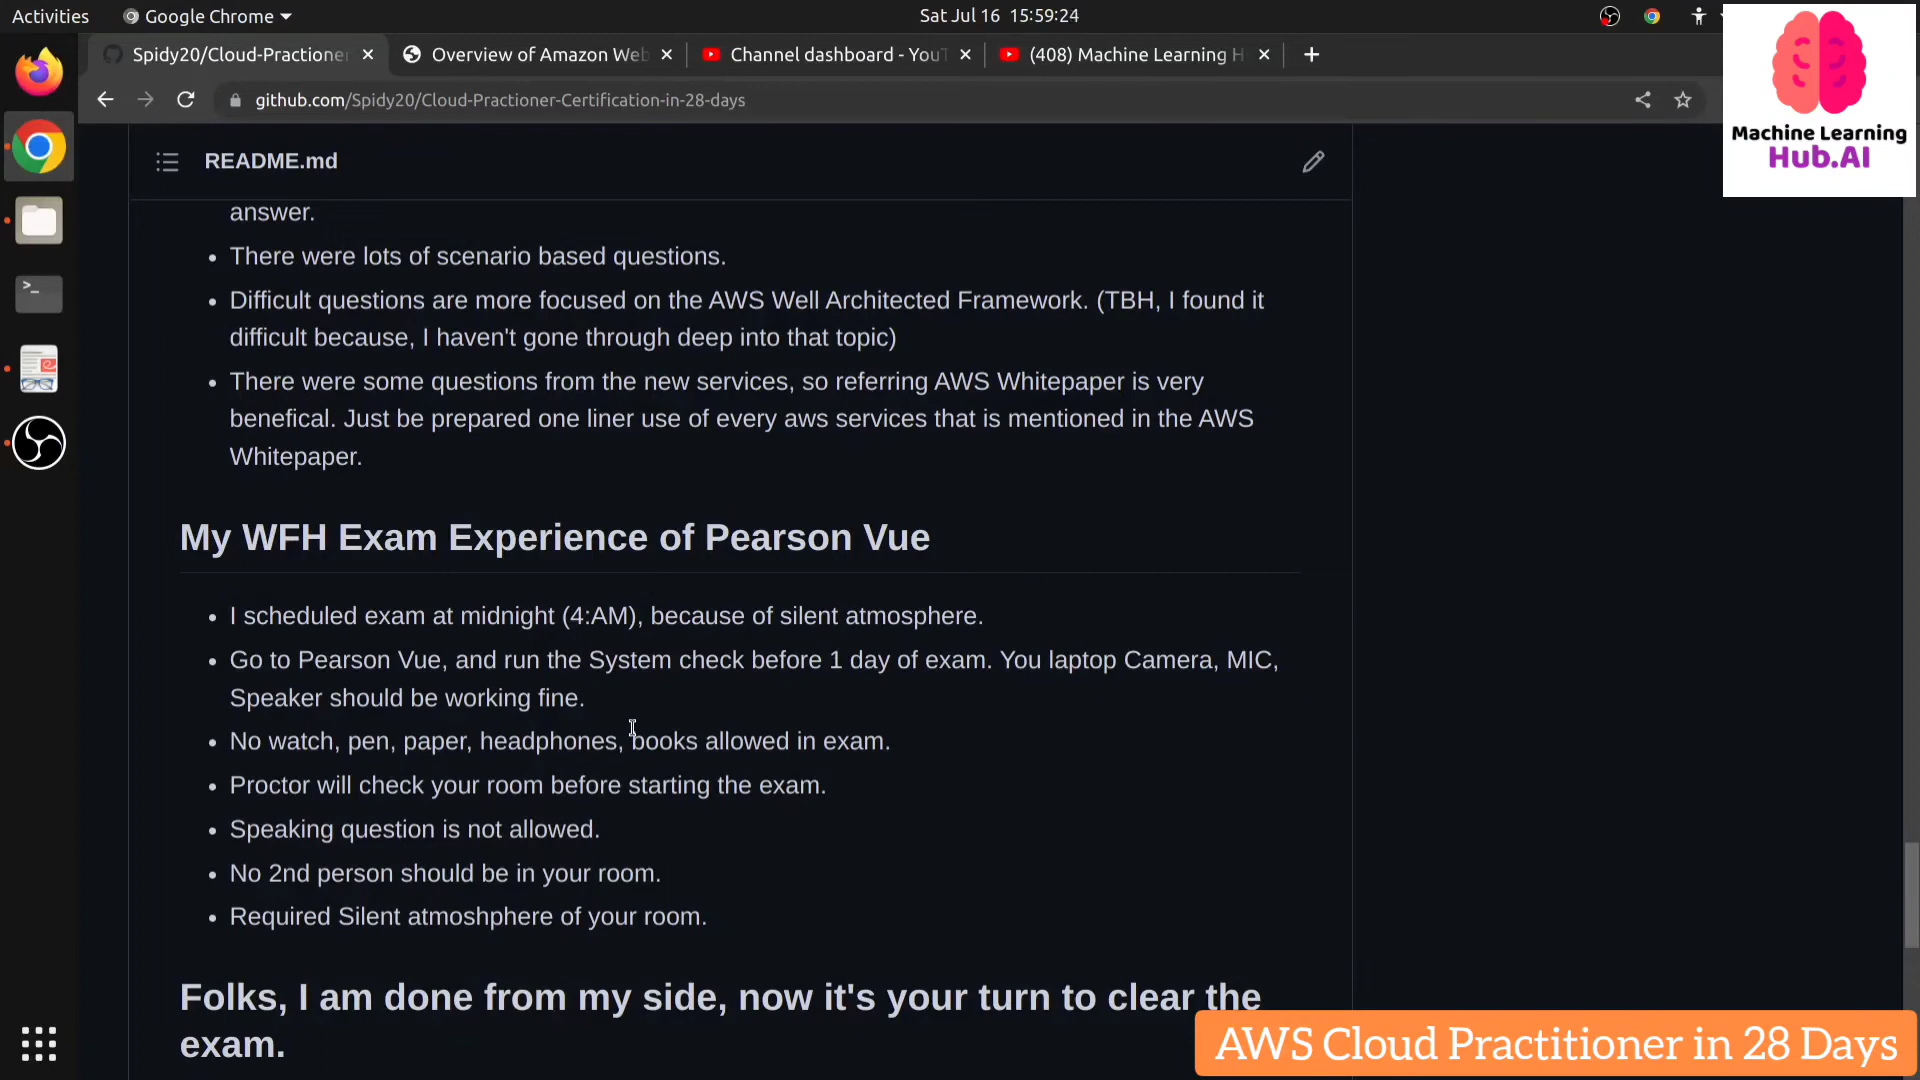 Activities Google Chrome Sat Jul 16 15:59:24
Spidy20/Cloud-Practioner Overview of Amazon Web Channel dashboard - YouT (408) Machine Learning H
github.com/Spidy20/Cloud-Practioner-Certification-in-28-days
Machine Learning
Hub.AI
README.md
answer.
• There were lots of scenario based questions.
• Difficult questions are more focused on the AWS Well Architected Framework. (TBH, I found it
difficult because, I haven't gone through deep into that topic)
• There were some questions from the new services, so referring AWS Whitepaper is very
benefical. Just be prepared one liner use of every aws services that is mentioned in the AWS
Whitepaper.
My WFH Exam Experience of Pearson Vue
• I scheduled exam at midnight (4:AM), because of silent atmosphere.
• Go to Pearson Vue, and run the System check before 1 day of exam. You laptop Camera, MIC,
Speaker should be working fine.
• No watch, pen, paper, headphones, books allowed in exam.
• Proctor will check your room before starting the exam.
• Speaking question is not allowed.
• No 2nd person should be in your room.
• Required Silent atmoshphere of your room.
Folks, I am done from my side, now it's your turn to clear the
exam.
AWS Cloud Practitioner in 28 Days